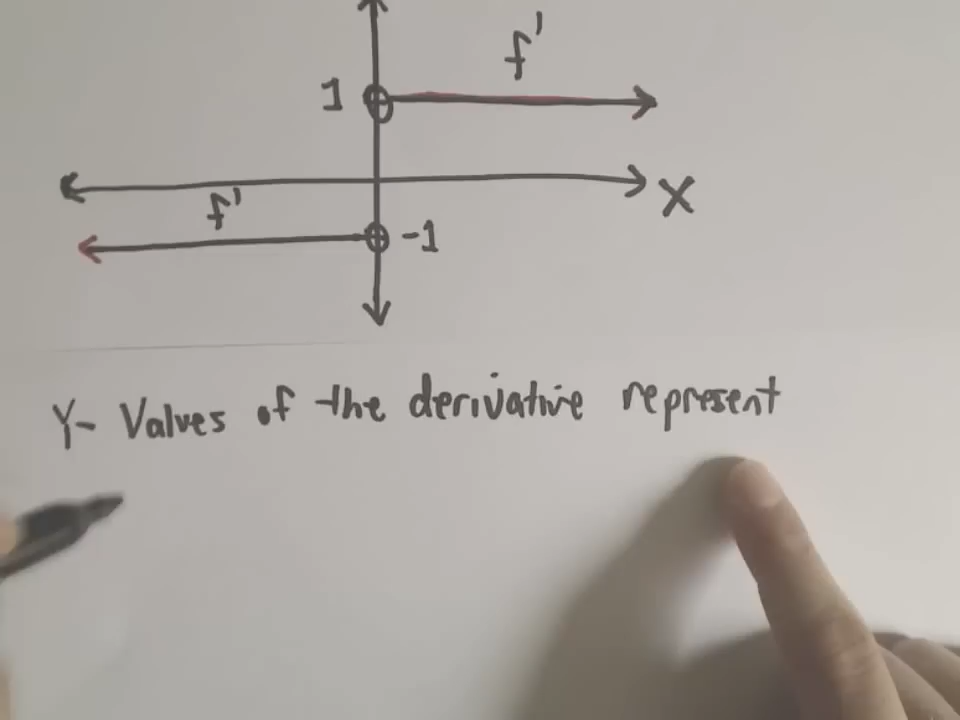 f'
1
X
f'
-1
Y- Values of the derivative represent